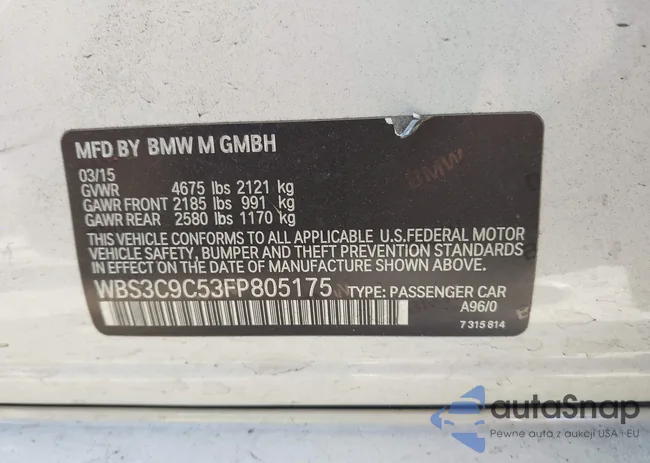 MFD BY BMW M GMBH
03/15
GVWR 4675 lbs 2121 kg
GAWR FRONT 2185 lbs 991 kg
GAWR REAR 2580 lbs 1170 kg
THIS VEHICLE CONFORMS TO ALL APPLICABLE U.S.FEDERAL MOTOR
VEHICLE SAFETY, BUMPER AND THEFT PREVENTION STANDARDS
IN EFFECT ON THE DATE OF MANUFACTURE SHOWN ABOVE.
WBS3C9C53FP805175 TYPE: PASSENGER CAR
A96/0
7315814
BMW
autoSnap
Pewne auta z aukcji USA i EU